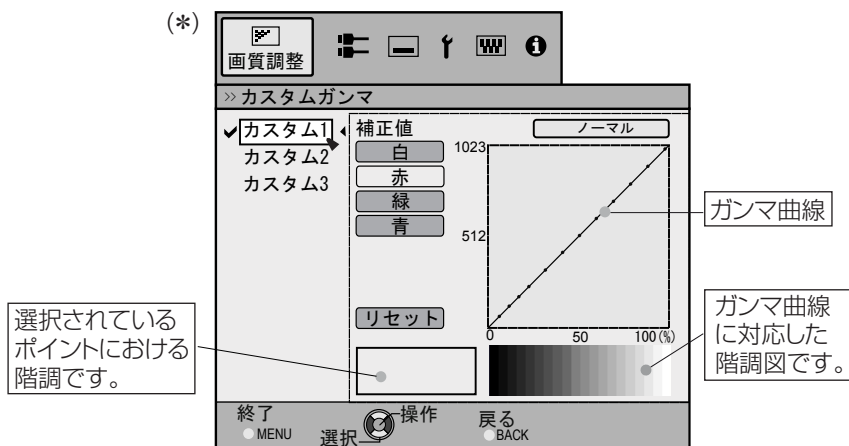 (*)
画質調整
>> カスタムガンマ
カスタム1
カスタム2
カスタム3
補正値
白
赤
緑
青
リセット
ノーマル
1023
512
0
50
100(%)
ガンマ曲線
ガンマ曲線
に対応した
階調図です。
選択されている
ポイントにおける
階調です。
終了
MENU
選択
操作
戻る
BACK